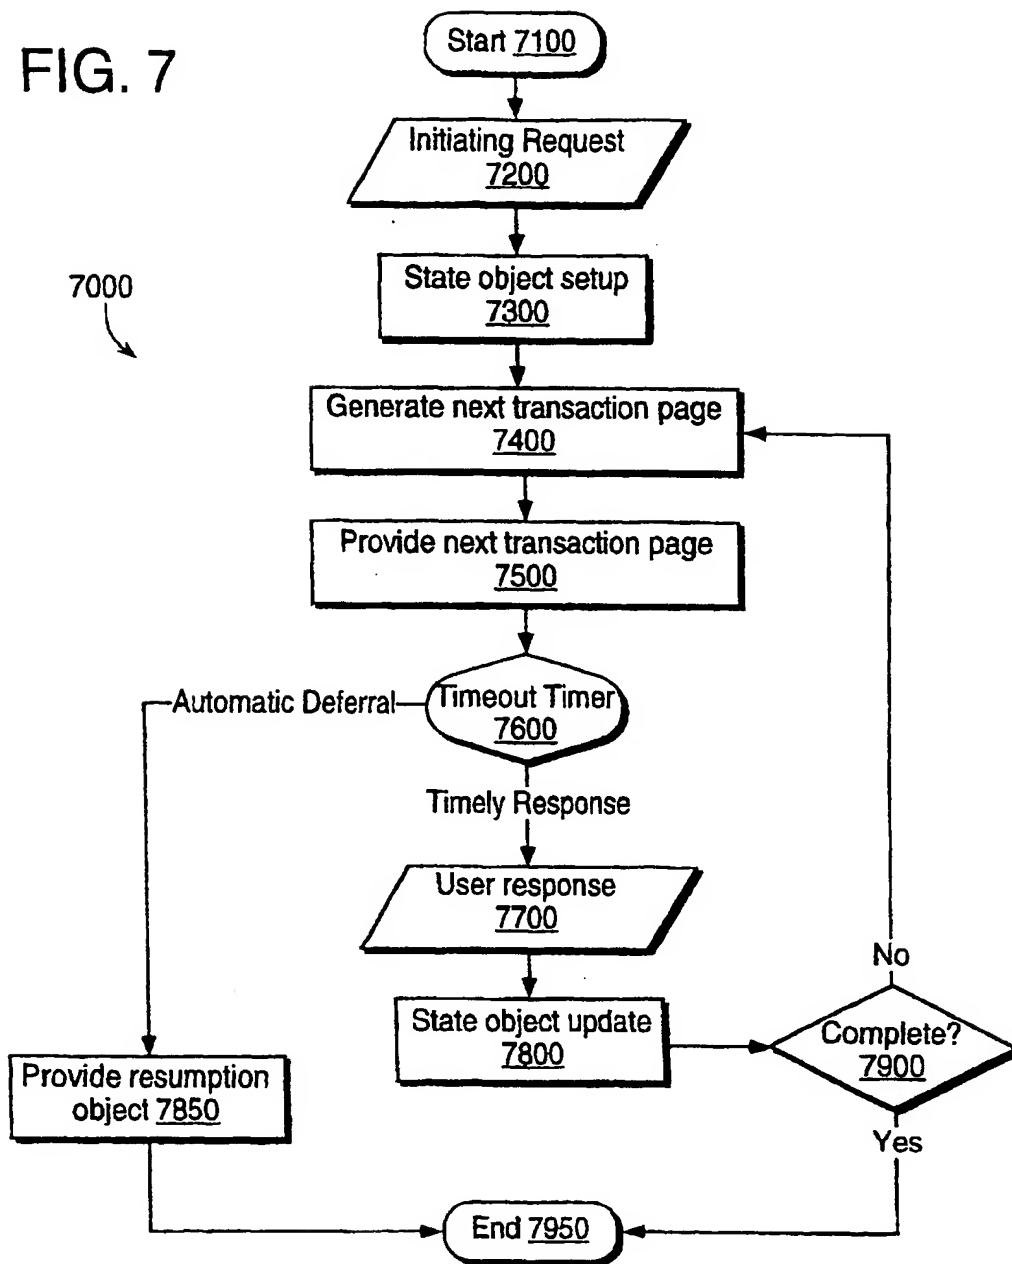 FIG. 7
Start 7100
Initiating Request
7200
State object setup
7300
7000
Generate next transaction page
7400
Provide next transaction page
7500
Automatic Deferral
Timeout Timer
7600
Timely Response
User response
7700
No
State object update
7800
Complete?
7900
Provide resumption
object 7850
Yes
End 7950